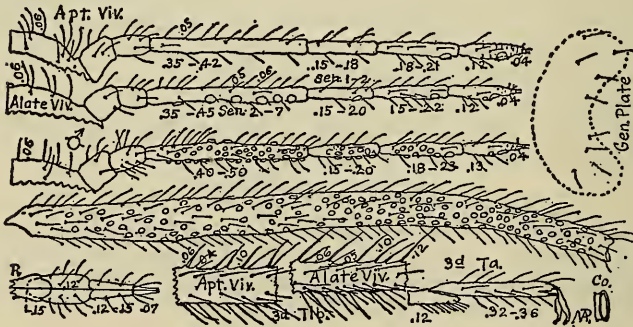 Apt. Viv.
.06 .05
.35 – .42 .15 – .18 .18 – .21 .12 .04
.06 .05 .06 Sen. 1–2
Alate Viv. .35 – .45 Sen. 2 – 7 .15 – .20 .15 – .22 .12 .04
Gen. Plate
.06 ♂
.40 – .50 .15 – .20 .18 – .23 .13 .04
R .12 Apt. Viv. Alate Viv. 3d Ta. Co.
.15 .12 – .15 .07 3d Tib. .12 .32 – .36